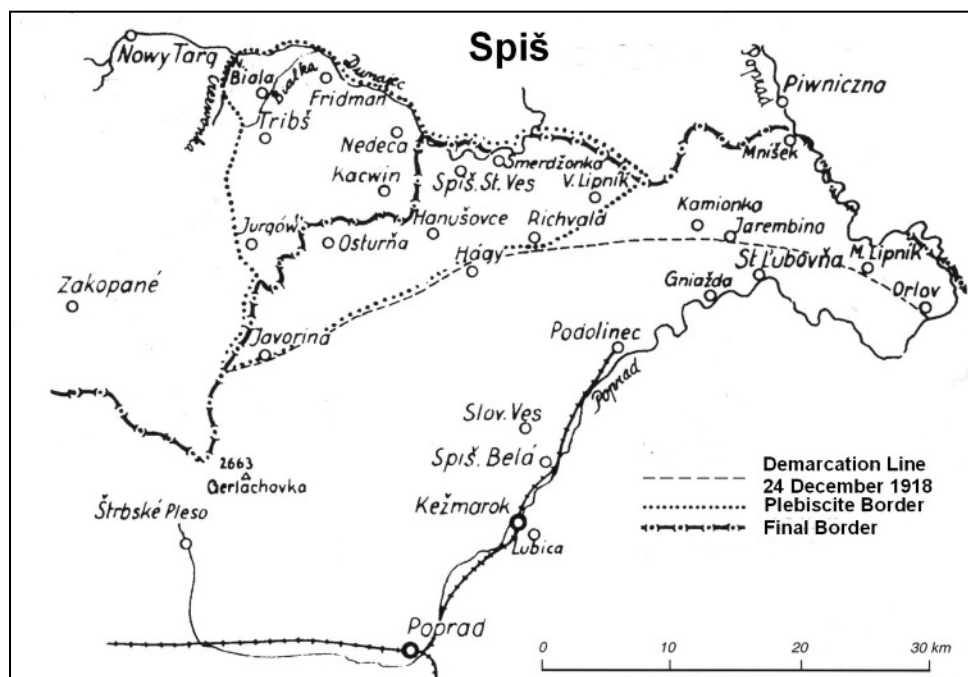 Spiš
Nowy Targ
Biala
Bialka
Fridman
Dunajec
Tribš
Nedeca
Kacwin
Smerdžonka
Spiš. St. Ves
V. Lipník
Poprad
Piwniczna
Mníšek
Kamionka
Jarembina
Jurgów
Osturňa
Hanušovce
Richvald
Hágy
Gniazda
St Ľubovňa
M. Lipník
Orlov
Zakopané
Javorina
Podolinec
Poprad
Slov. Ves
Spiš. Belá
2663
Gerlachovka
Štrbské Pleso
Kežmarok
Lubica
Poprad
Demarcation Line
24 December 1918
Plebiscite Border
Final Border
0 10 20 30 km